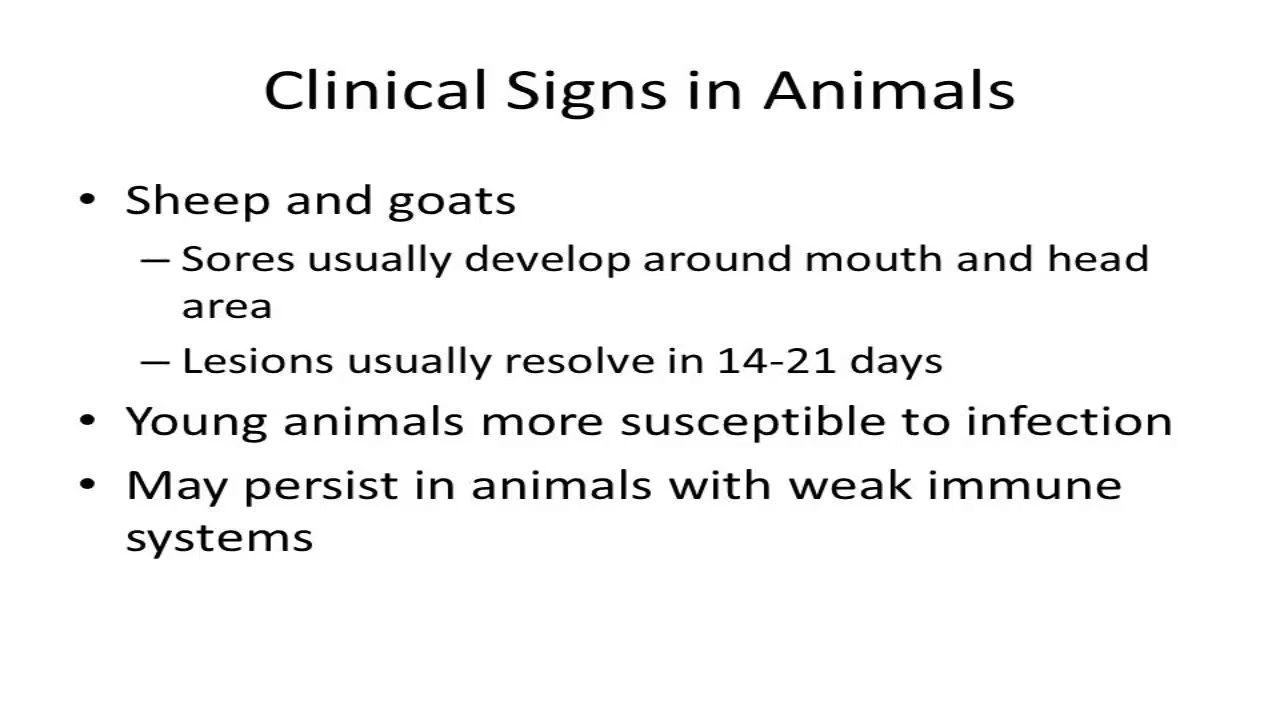 Clinical Signs in Animals
• Sheep and goats
– Sores usually develop around mouth and head
area
– Lesions usually resolve in 14-21 days
• Young animals more susceptible to infection
• May persist in animals with weak immune
systems